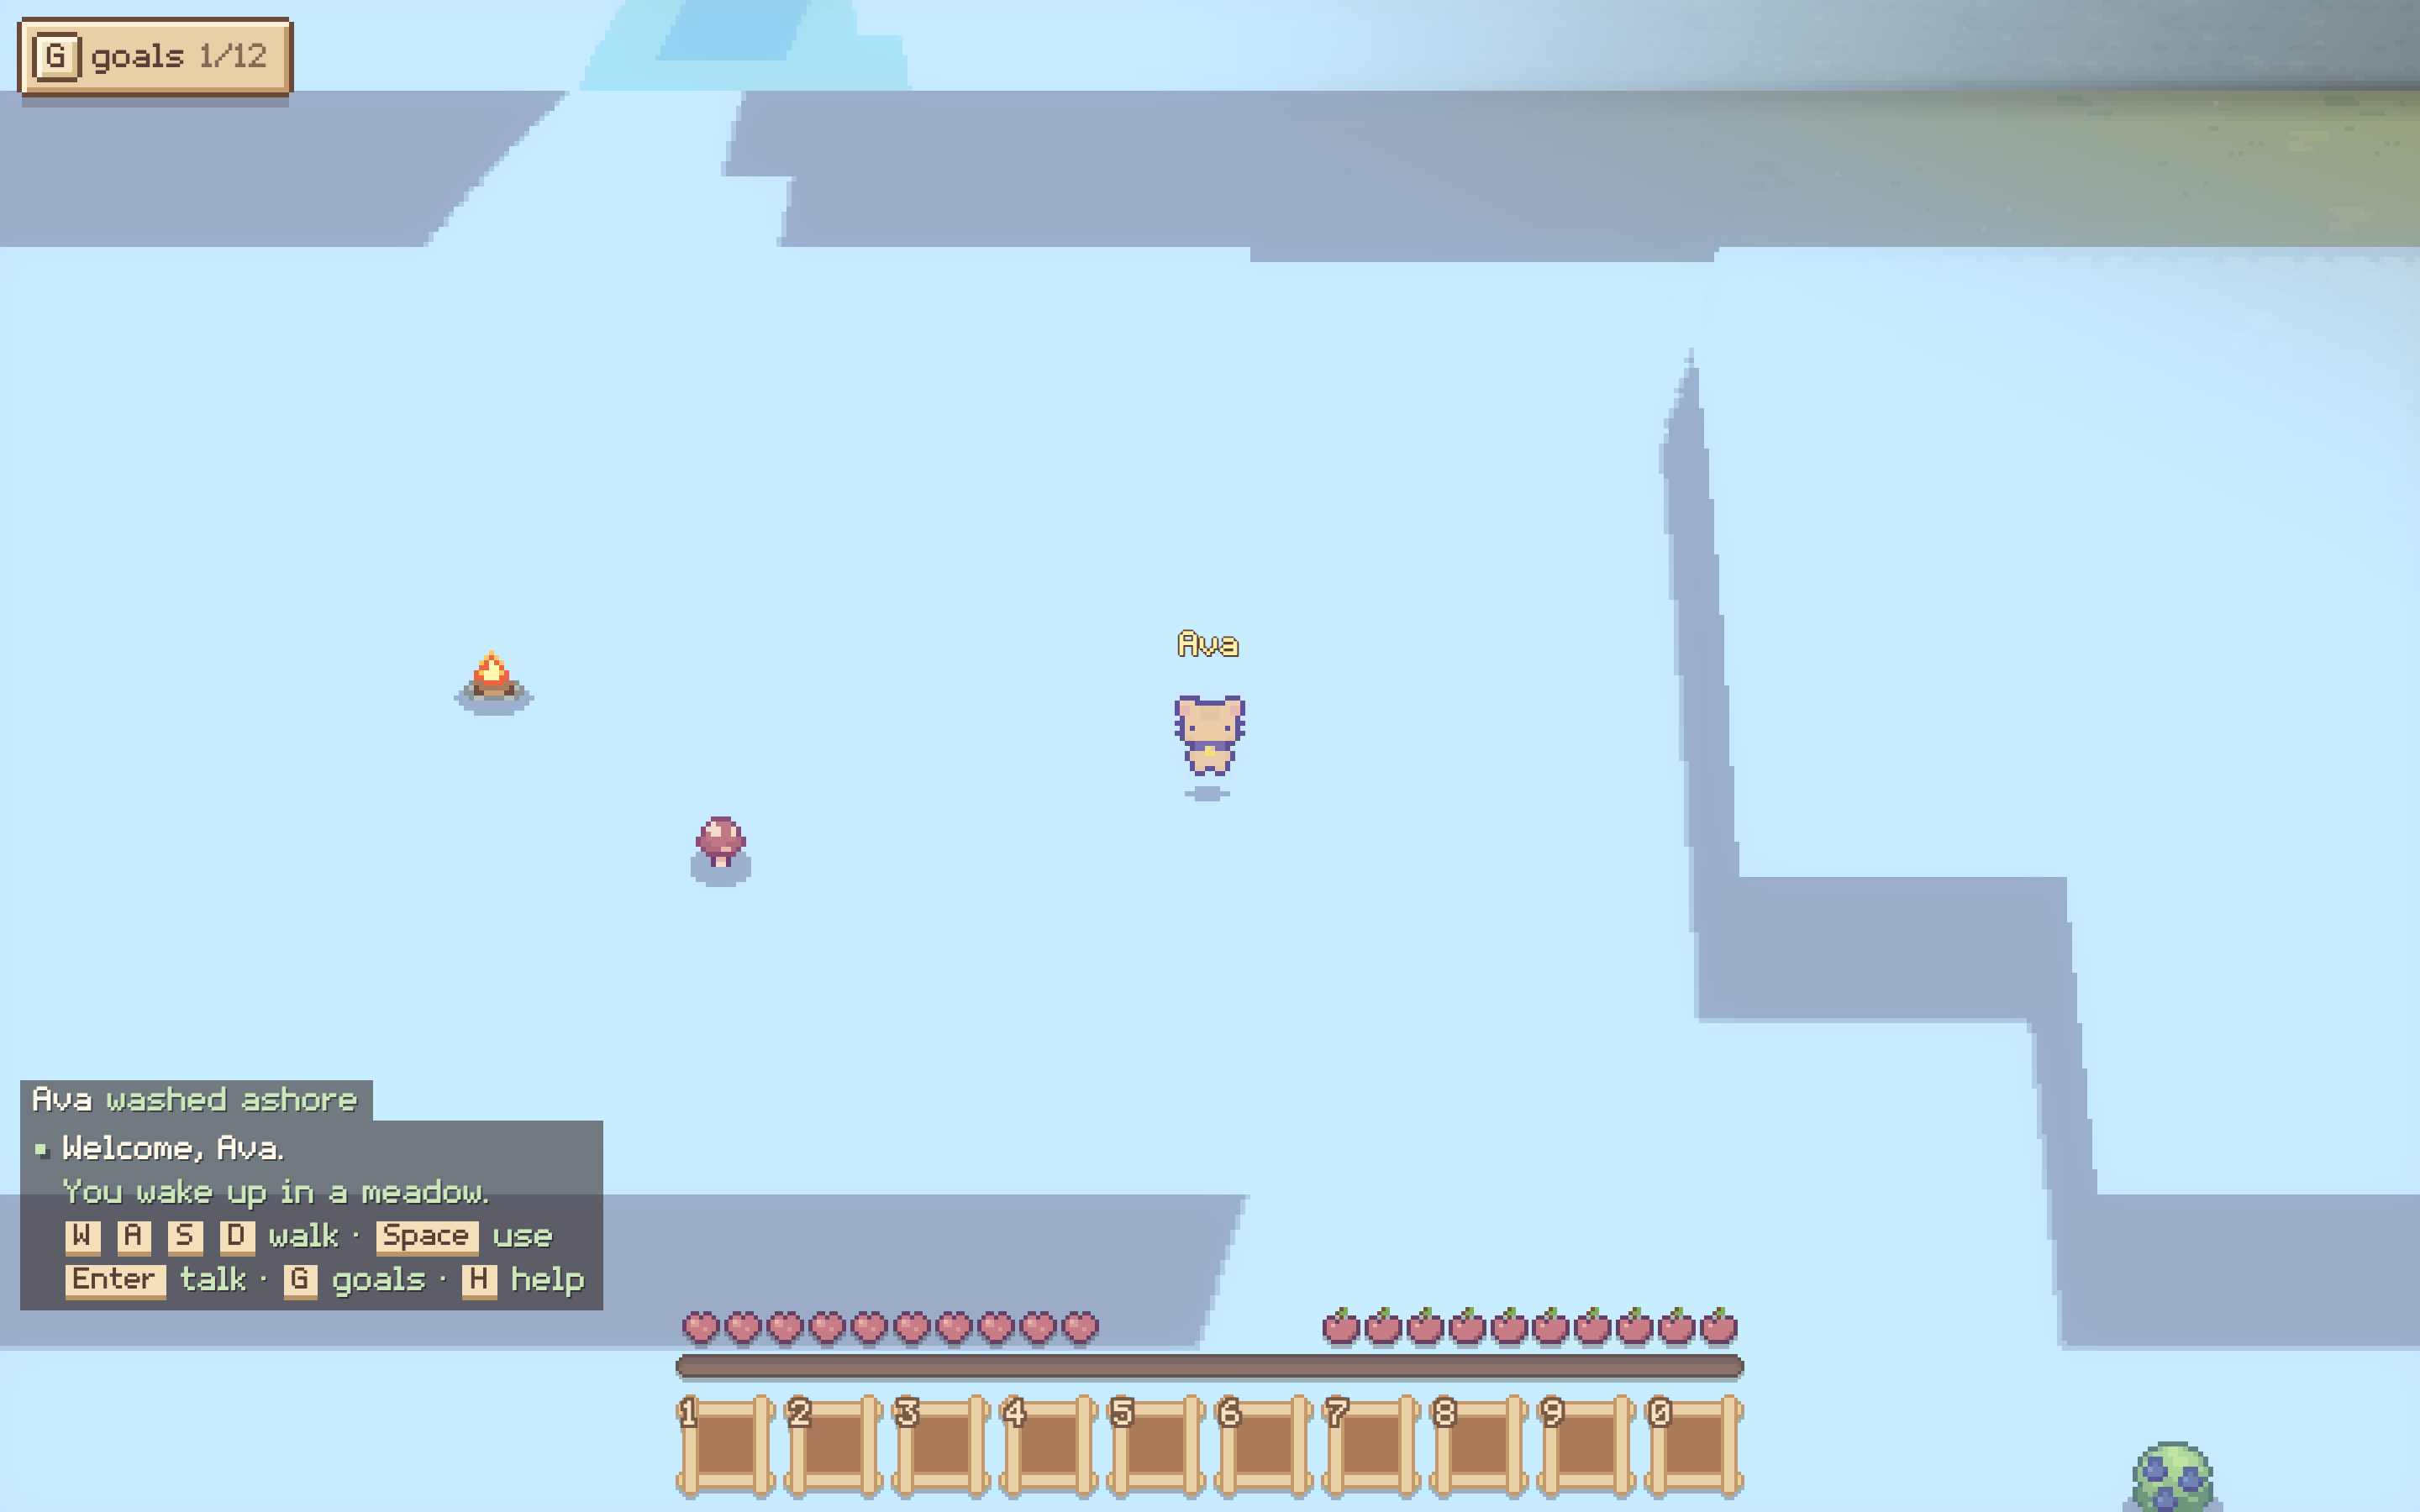 G goals 1/12
Ava
Ava washed ashore
Welcome, Ava.
You wake up in a meadow.
W A S D walk · Space use
Enter talk · G goals · H help
1 2 3 4 5 6 7 8 9 0